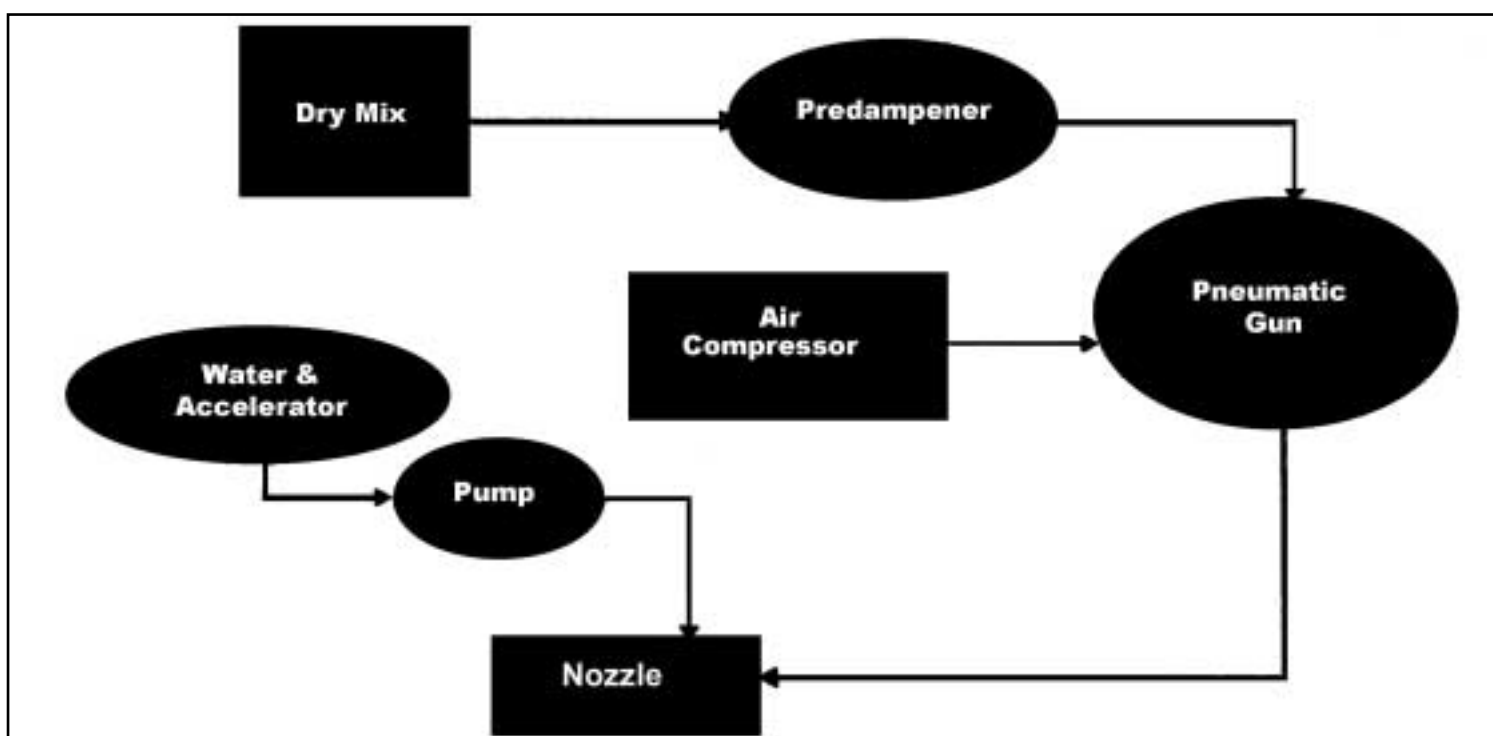 Dry Mix
Predampener
Pneumatic
Gun
Air
Compressor
Water &
Accelerator
Pump
Nozzle